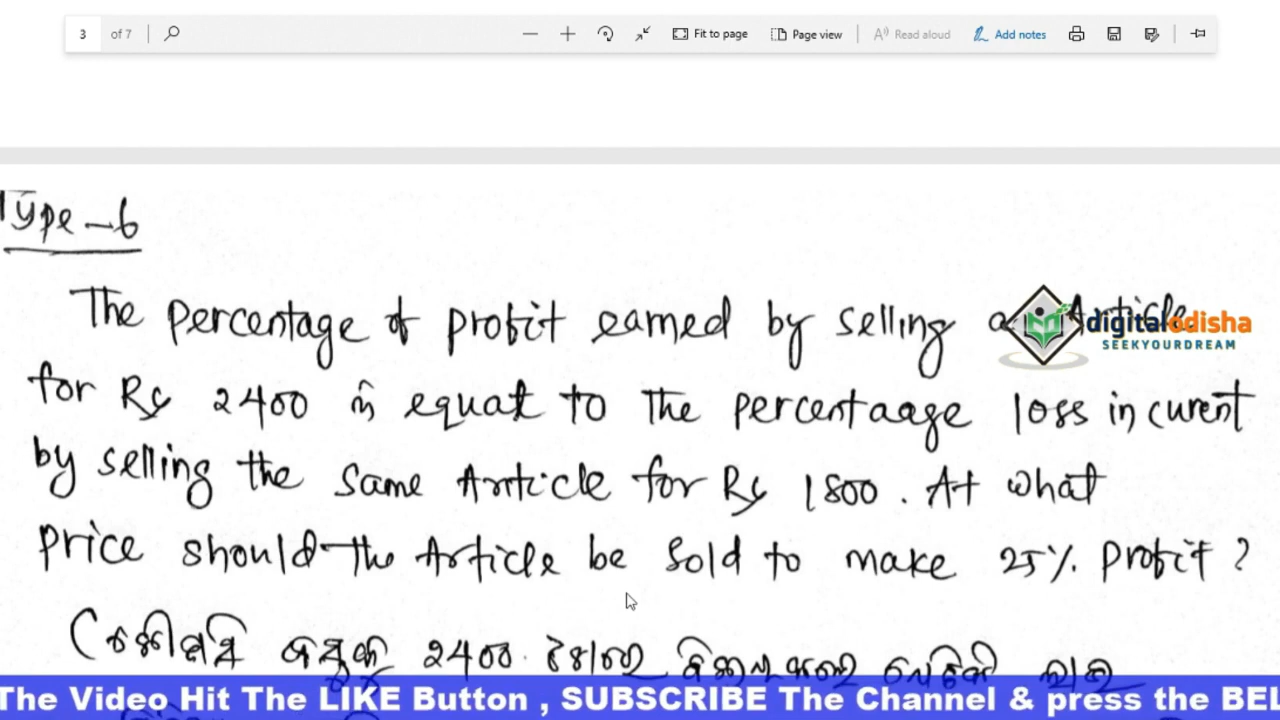 3 of 7 Fit to page Page view Read aloud Add notes
Type-6
The percentage of profit earned by selling an Article
digitalodisha
SEEKYOURDREAM
for Rs 2400 is equal to the percentaage loss incurent
by selling the same Article for Rs 1800. At what
price should the Article be sold to make 25% profit?
2400
The Video Hit The LIKE Button , SUBSCRIBE The Channel & press the BEL